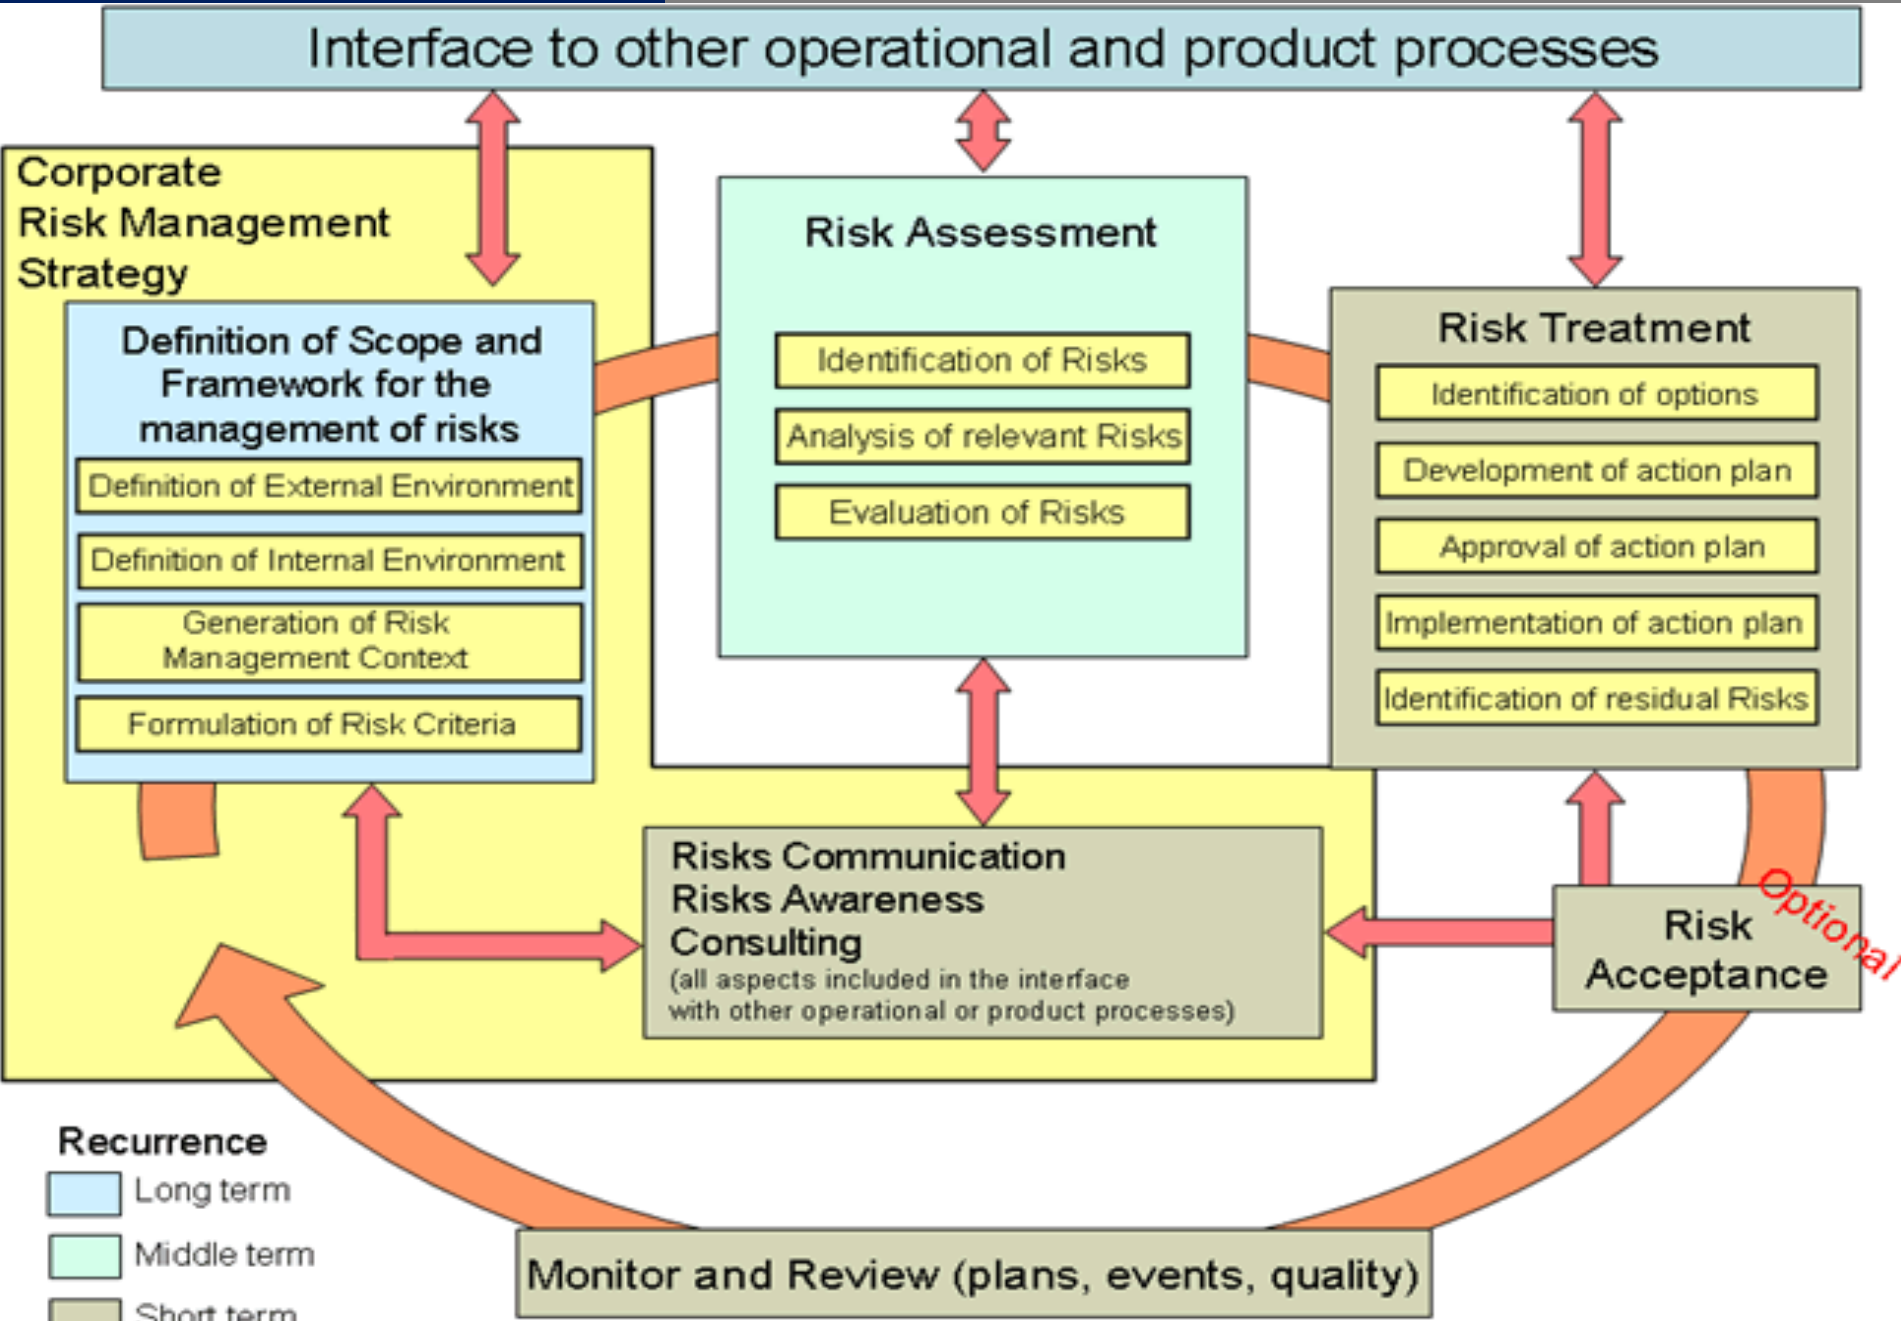 Interface to other operational and product processes
Corporate
Risk Management
Strategy
Definition of Scope and
Framework for the
management of risks
Definition of External Environment
Definition of Internal Environment
Generation of Risk
Management Context
Formulation of Risk Criteria
Risk Assessment
Identification of Risks
Analysis of relevant Risks
Evaluation of Risks
Risk Treatment
Identification of options
Development of action plan
Approval of action plan
Implementation of action plan
Identification of residual Risks
Risks Communication
Risks Awareness
Consulting
(all aspects included in the interface
with other operational or product processes)
Optional
Risk
Acceptance
Recurrence
Long term
Middle term
Short term
Monitor and Review (plans, events, quality)